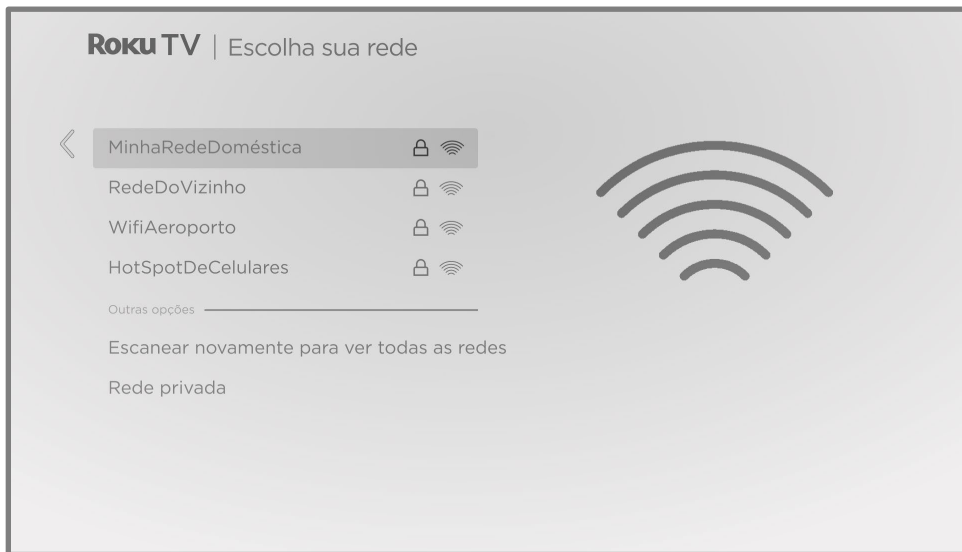 Roku TV | Escolha sua rede
MinhaRedeDoméstica
RedeDoVizinho
WifiAeroporto
HotSpotDeCelulares
Outras opções
Escanear novamente para ver todas as redes
Rede privada